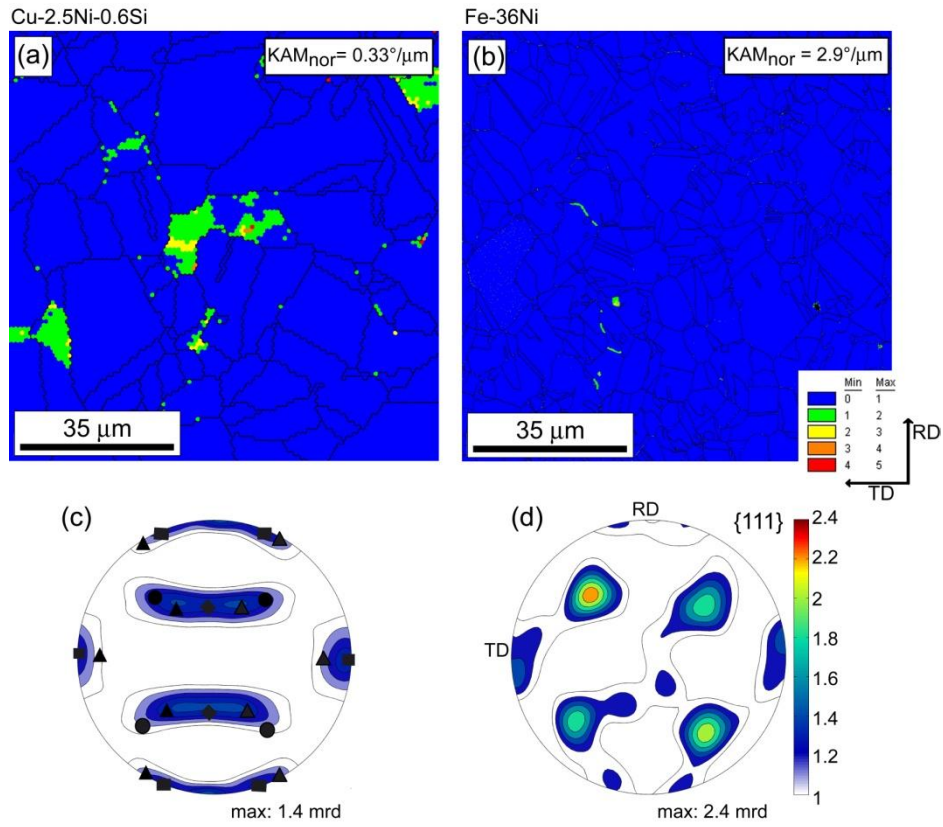 Cu-2.5Ni-0.6Si
Fe-36Ni
(a)
KAMnor= 0.33°/μm
(b)
KAMnor = 2.9°/μm
35 μm
35 μm
Min Max
0 1
1 2
2 3
3 4
4 5
RD
TD
(c)
(d)
RD
{111}
2.4
2.2
2
1.8
1.6
1.4
1.2
1
TD
max: 1.4 mrd
max: 2.4 mrd